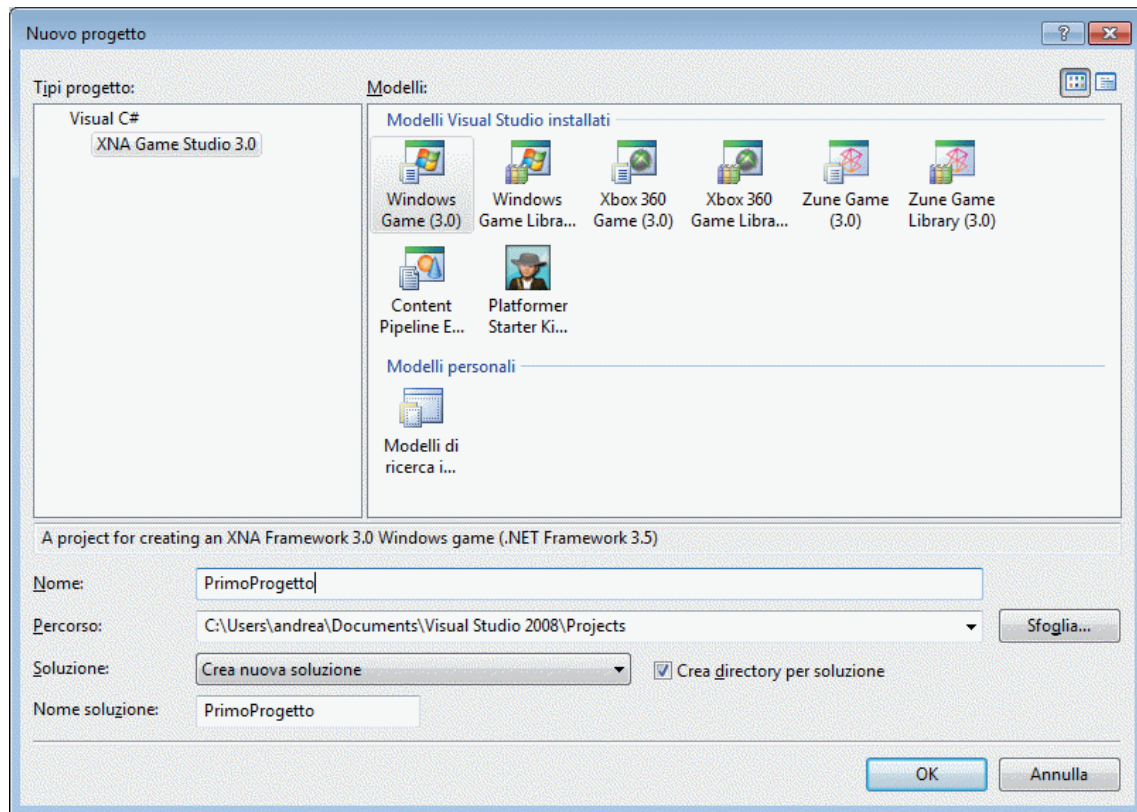 Nuovo progetto
Tipi progetto:
Modelli:
Visual C#
XNA Game Studio 3.0
Modelli Visual Studio installati
Windows
Game (3.0)
Windows
Game Libra...
Xbox 360
Game (3.0)
Xbox 360
Game Libra...
Zune Game
(3.0)
Zune Game
Library (3.0)
Content
Pipeline E...
Platformer
Starter Ki...
Modelli personali
Modelli di
ricerca i...
A project for creating an XNA Framework 3.0 Windows game (.NET Framework 3.5)
Nome:
PrimoProgetto
Percorso:
C:\Users\andrea\Documents\Visual Studio 2008\Projects
Sfoglia...
Soluzione:
Crea nuova soluzione
Crea directory per soluzione
Nome soluzione:
PrimoProgetto
OK
Annulla